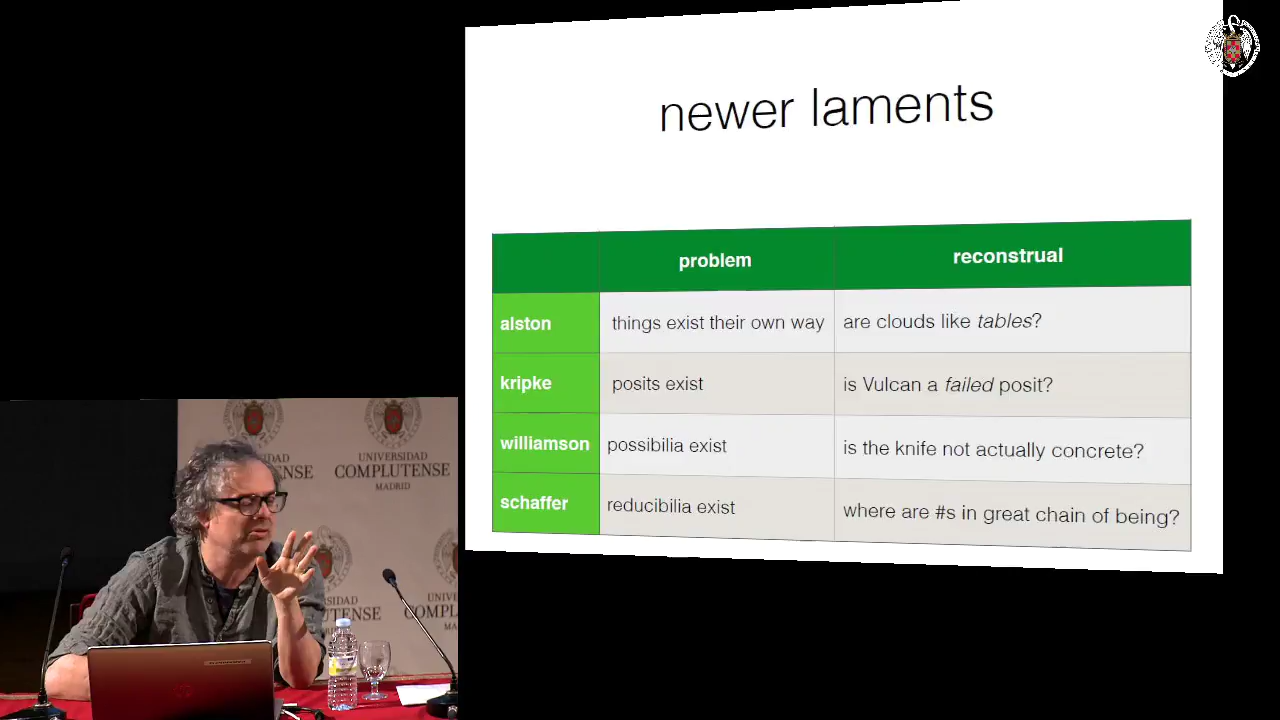 newer laments
problem reconstrual
alston things exist their own way are clouds like tables?
kripke posits exist is Vulcan a failed posit?
williamson possibilia exist is the knife not actually concrete?
schaffer reducibilia exist where are #s in great chain of being?
UNIVERSIDAD
COMPLUTENSE
MADRID